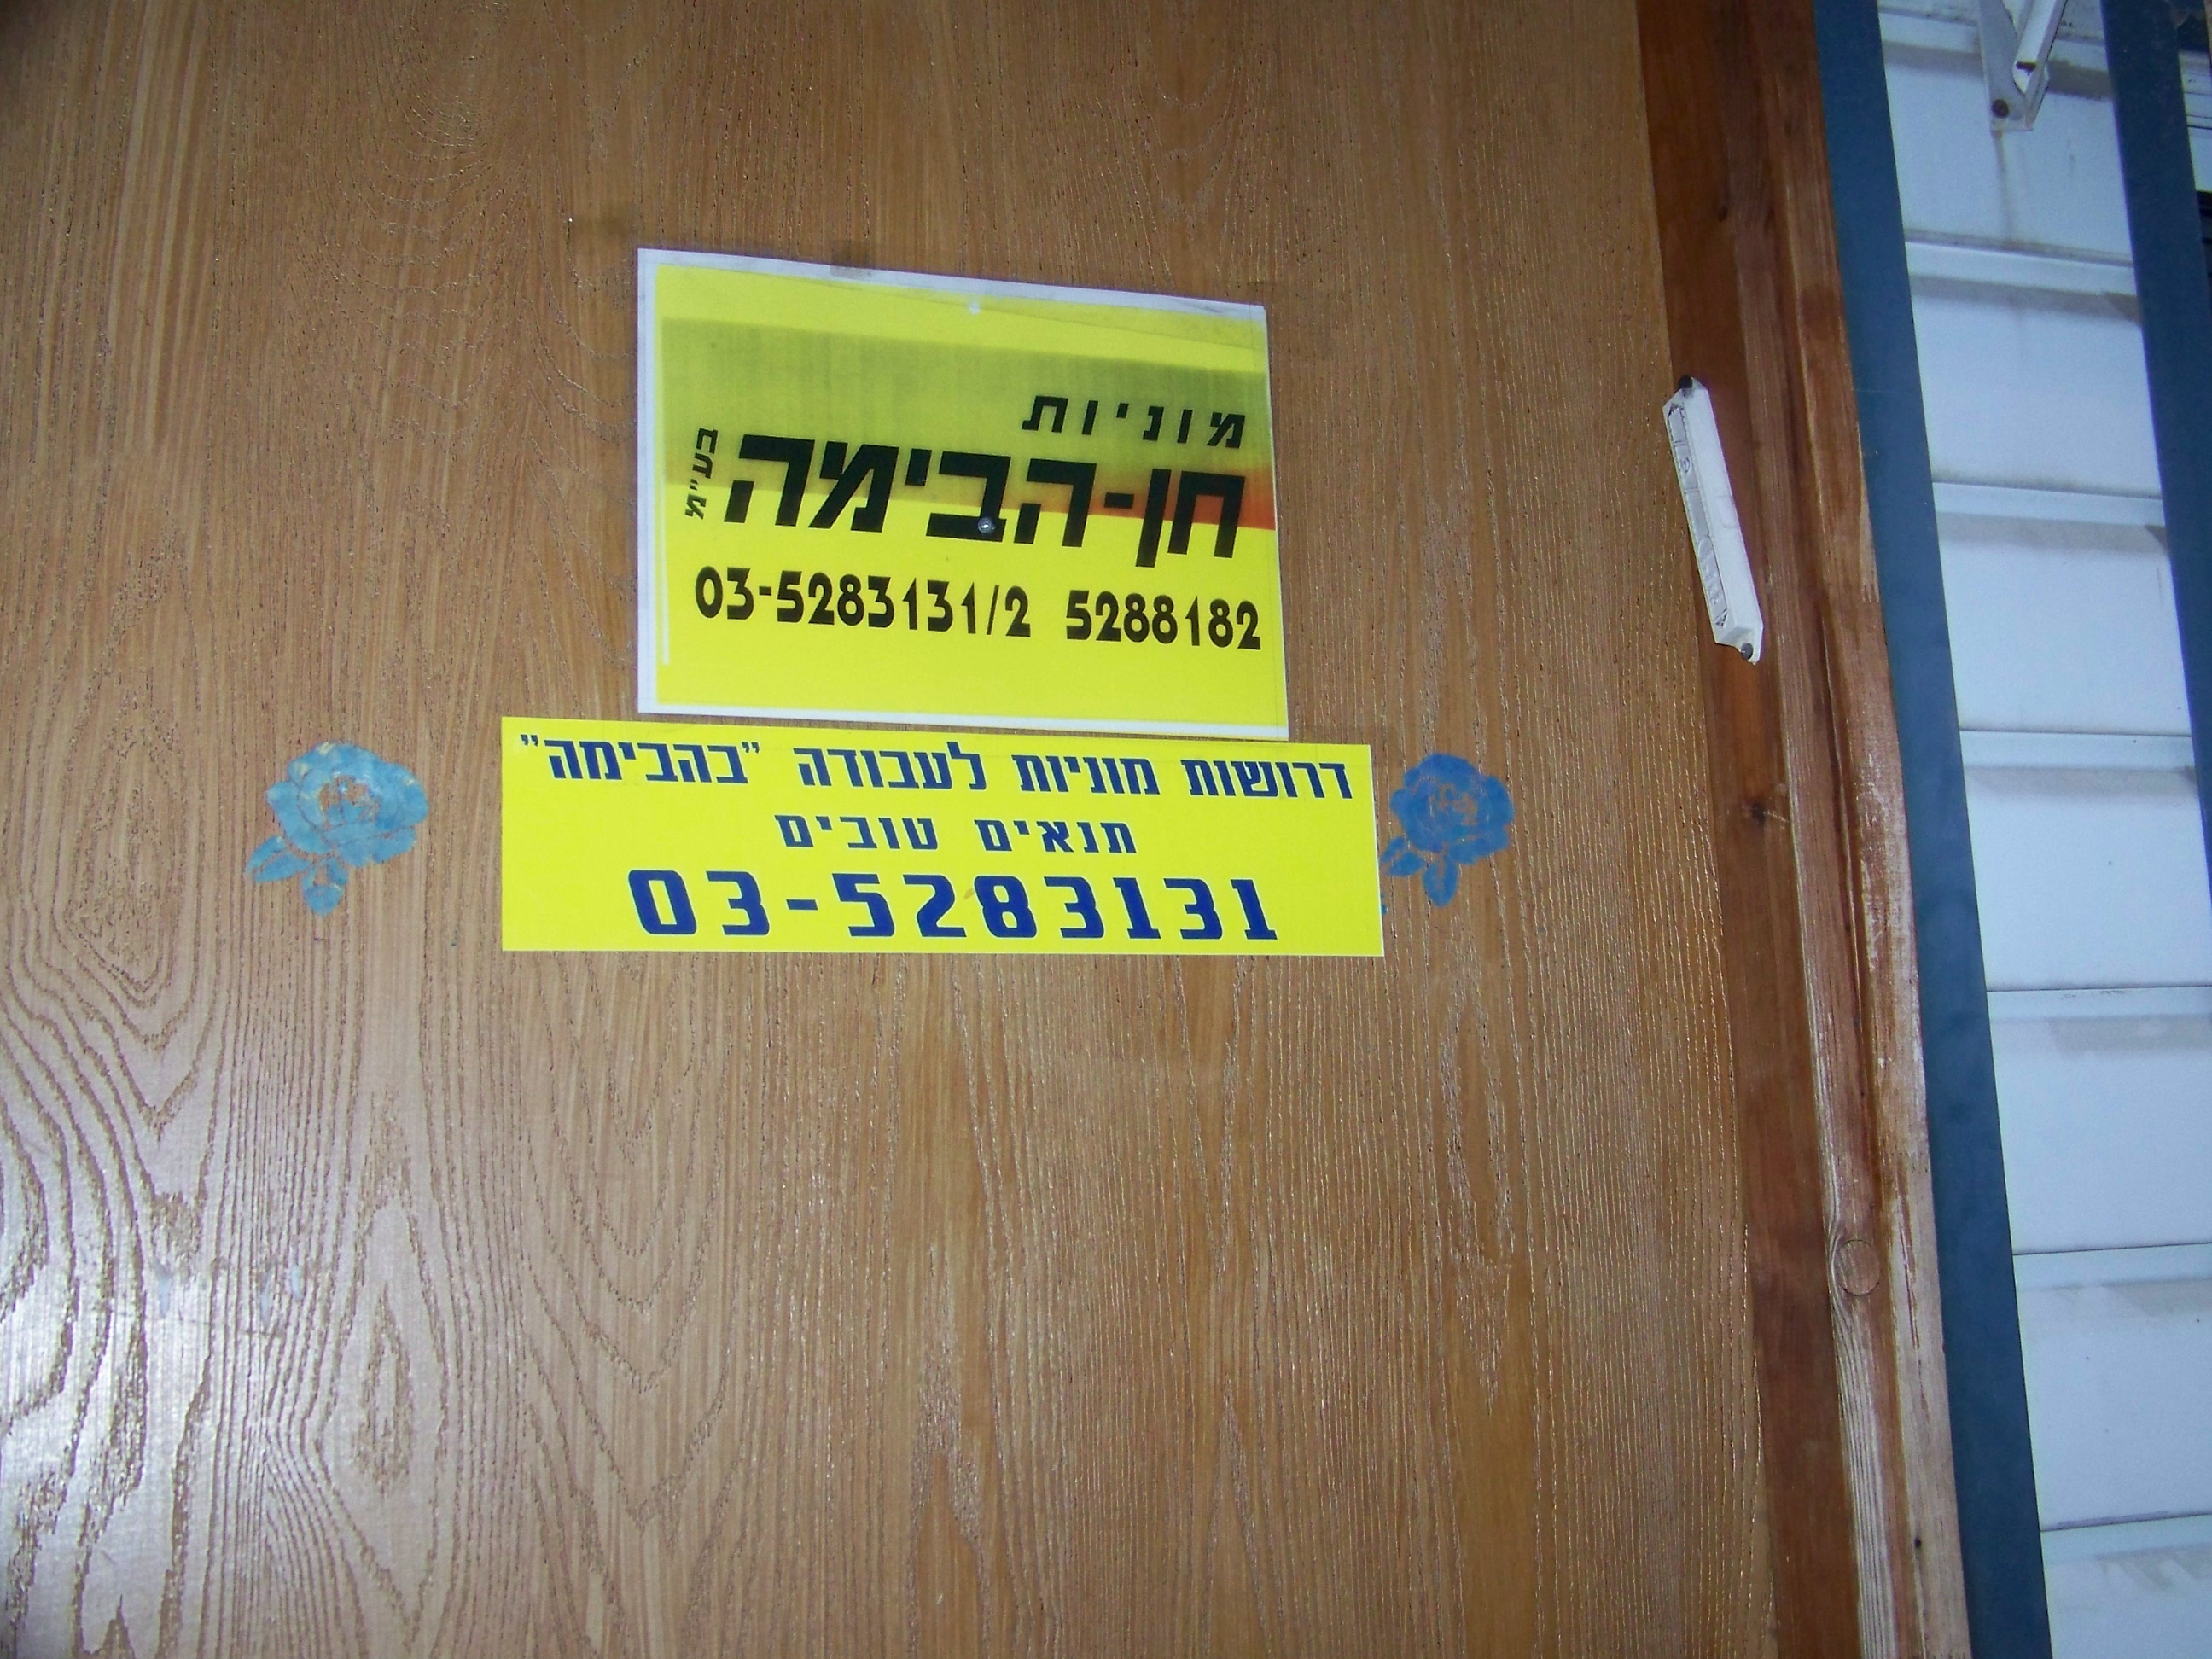 מוניות
חן-הבימה בע"מ
03-5283131/2 5288182
דרושות מוניות לעבודה "בהבימה"
תנאים טובים
03-5283131